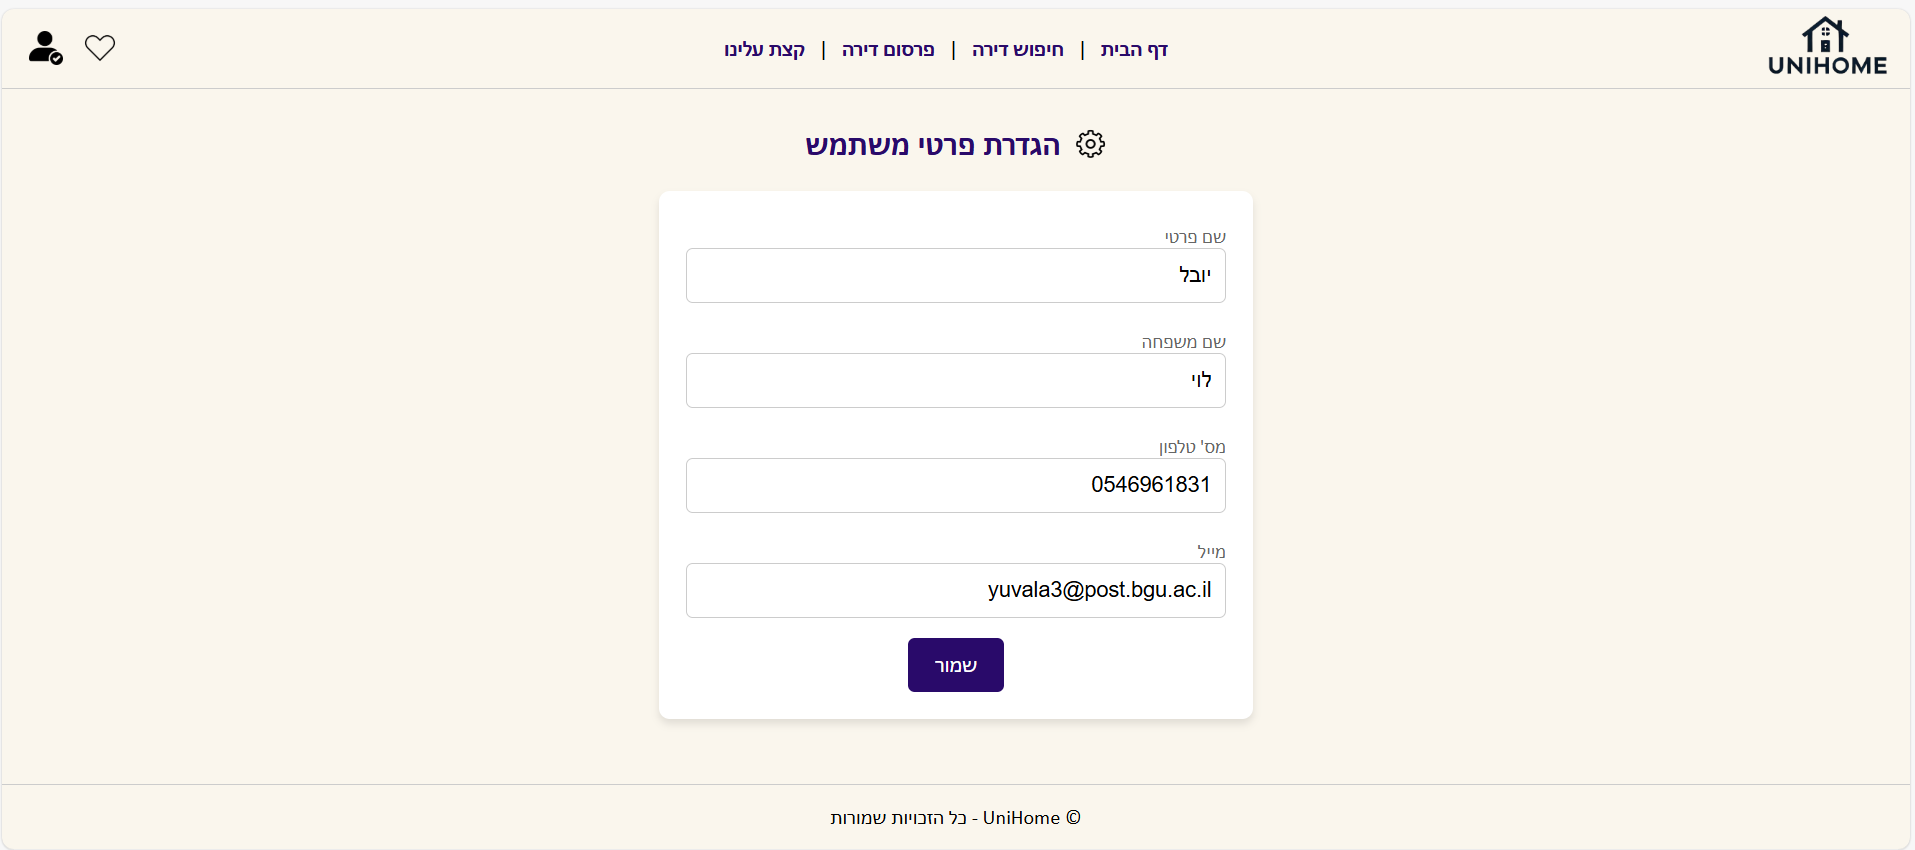 UNIHOME
דף הבית | חיפוש דירה | פרסום דירה | קצת עלינו
הגדרת פרטי משתמש
שם פרטי
יובל
שם משפחה
לוי
מס' טלפון
0546961831
מייל
yuvala3@post.bgu.ac.il
שמור
© UniHome - כל הזכויות שמורות